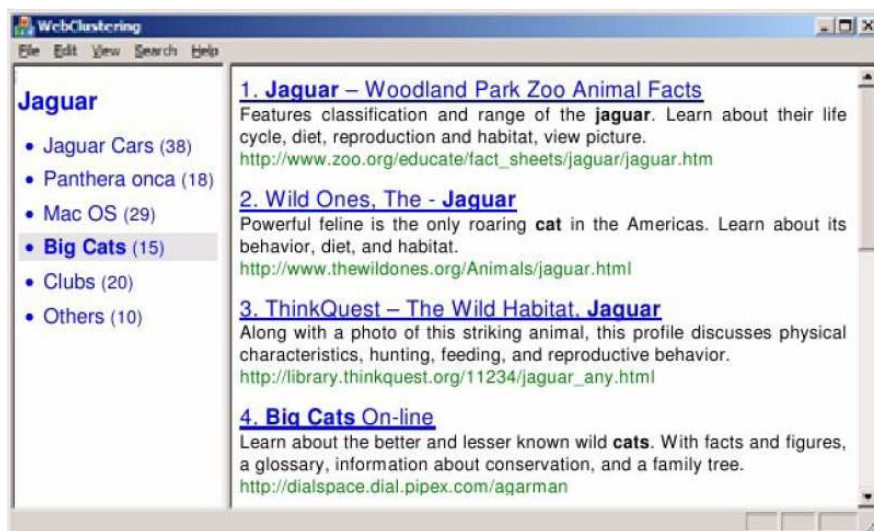 WebClustering
File Edit View Search Help
Jaguar
• Jaguar Cars (38)
• Panthera onca (18)
• Mac OS (29)
• Big Cats (15)
• Clubs (20)
• Others (10)
1. Jaguar – Woodland Park Zoo Animal Facts
Features classification and range of the jaguar. Learn about their life
cycle, diet, reproduction and habitat, view picture.
http://www.zoo.org/educate/fact_sheets/jaguar/jaguar.htm
2. Wild Ones, The - Jaguar
Powerful feline is the only roaring cat in the Americas. Learn about its
behavior, diet, and habitat.
http://www.thewildones.org/Animals/jaguar.html
3. ThinkQuest – The Wild Habitat, Jaguar
Along with a photo of this striking animal, this profile discusses physical
characteristics, hunting, feeding, and reproductive behavior.
http://library.thinkquest.org/11234/jaguar_any.html
4. Big Cats On-line
Learn about the better and lesser known wild cats. With facts and figures,
a glossary, information about conservation, and a family tree.
http://dialspace.dial.pipex.com/agarman